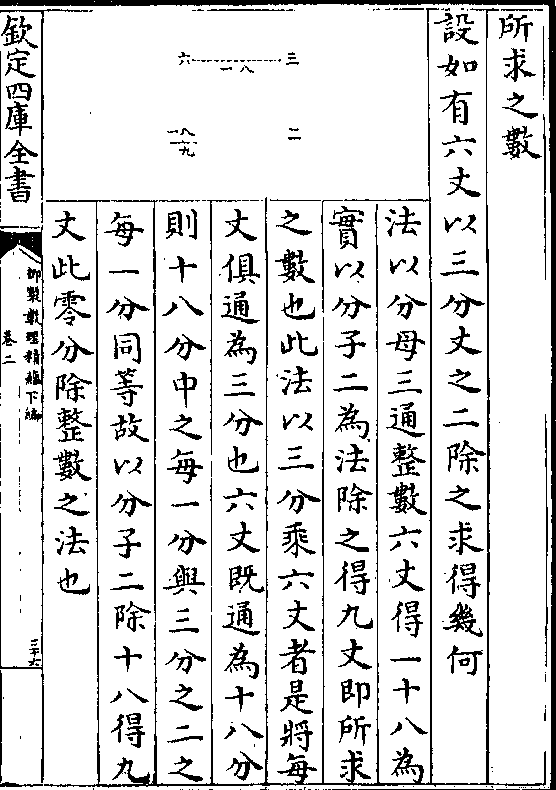 所求之數
設如有六丈以三分丈之二除之求得幾何
三 二
六 一八 一八 九
法以分母三通整數六丈得一十八為
實以分子二為法除之得九丈即所求
之數也此法以三分乘六丈者是將每
丈俱通為三分也六丈既通為十八分
則十八分中之每一分與三分之二之
每一分同等故以分子二除十八得九
丈此零分除整數之法也
欽定四庫全書
御製數理精蘊下編
卷二
三十六